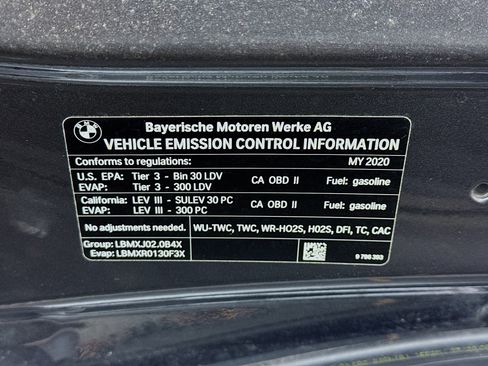 BMW
Bayerische Motoren Werke AG
VEHICLE EMISSION CONTROL INFORMATION
Conforms to regulations: MY 2020
U.S. EPA: Tier 3 - Bin 30 LDV CA OBD II Fuel: gasoline
EVAP: Tier 3 - 300 LDV
California: LEV III - SULEV 30 PC CA OBD II Fuel: gasoline
EVAP: LEV III - 300 PC
No adjustments needed. WU-TWC, TWC, WR-HO2S, HO2S, DFI, TC, CAC
Group: LBMXJ02.0B4X
Evap: LBMXR0130F3X
9 786 393